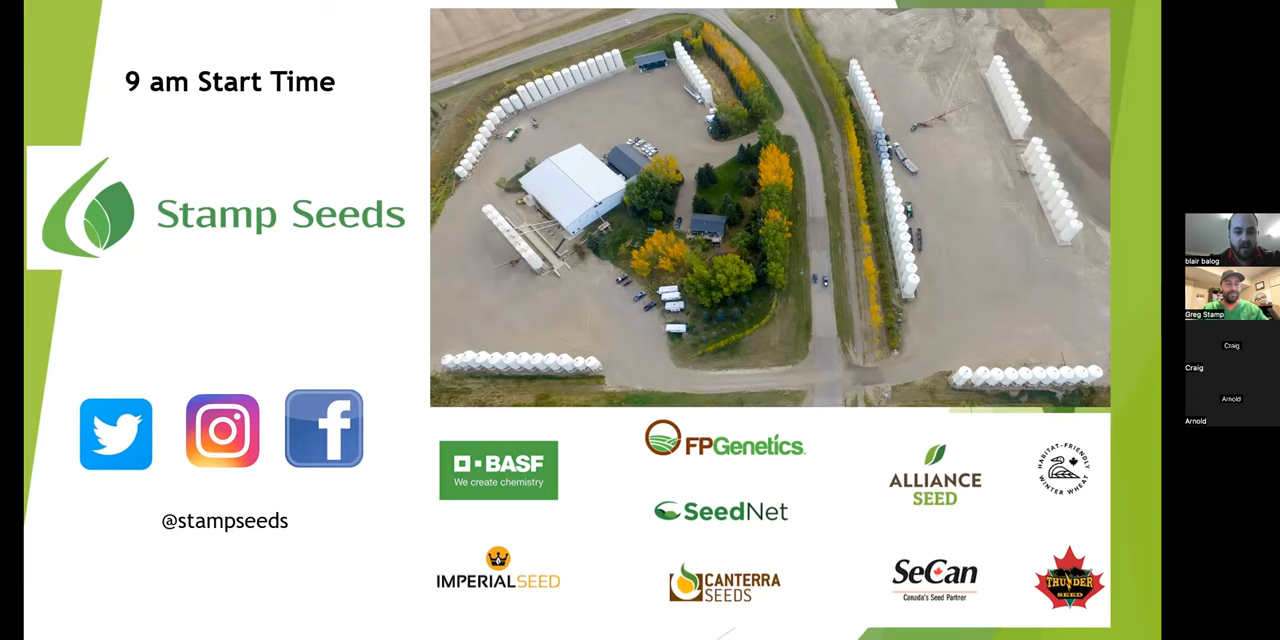 9 am Start Time
Stamp Seeds
@stampseeds
BASF
We create chemistry
FPGenetics
SeedNet
ALLIANCE
SEED
HABITAT-FRIENDLY
WINTER WHEAT
IMPERIALSEED
CANTERRA
SEEDS
SeCan
Canada's Seed Partner
THUNDER
SEED
blair balog
Greg Stamp
Craig
Craig
Arnold
Arnold